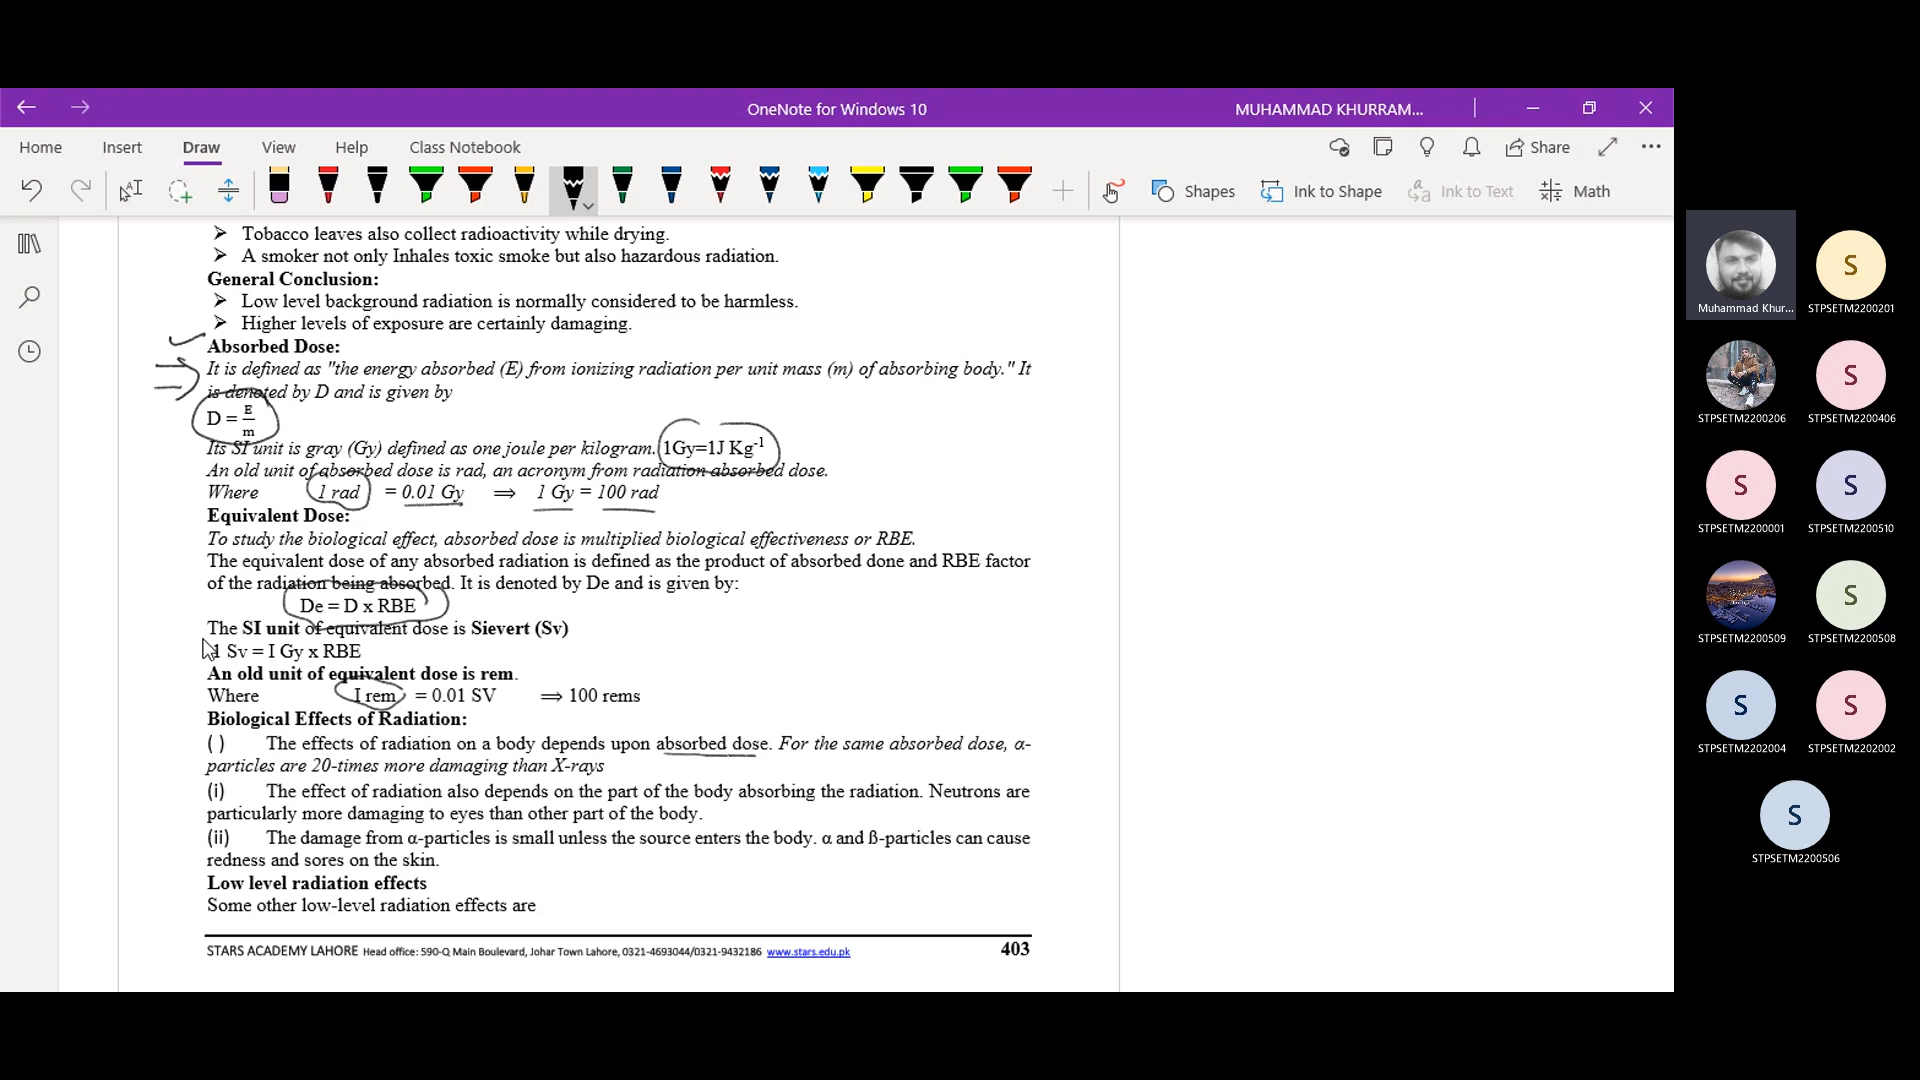 OneNote for Windows 10
MUHAMMAD KHURRAM...
Home Insert Draw View Help Class Notebook
Share
Shapes Ink to Shape Ink to Text Math
➢ Tobacco leaves also collect radioactivity while drying.
➢ A smoker not only Inhales toxic smoke but also hazardous radiation.
General Conclusion:
➢ Low level background radiation is normally considered to be harmless.
➢ Higher levels of exposure are certainly damaging.
Absorbed Dose:
It is defined as "the energy absorbed (E) from ionizing radiation per unit mass (m) of absorbing body." It
is denoted by D and is given by
D = E/m
Its SI unit is gray (Gy) defined as one joule per kilogram. 1Gy=1J Kg⁻¹
An old unit of absorbed dose is rad, an acronym from radiation absorbed dose.
Where 1 rad = 0.01 Gy ⟹ 1 Gy = 100 rad
Equivalent Dose:
To study the biological effect, absorbed dose is multiplied biological effectiveness or RBE.
The equivalent dose of any absorbed radiation is defined as the product of absorbed done and RBE factor
of the radiation being absorbed. It is denoted by De and is given by:
De = D x RBE
The SI unit of equivalent dose is Sievert (Sv)
1 Sv = I Gy x RBE
An old unit of equivalent dose is rem.
Where I rem = 0.01 SV ⟹ 100 rems
Biological Effects of Radiation:
( ) The effects of radiation on a body depends upon absorbed dose. For the same absorbed dose, α-
particles are 20-times more damaging than X-rays
(i) The effect of radiation also depends on the part of the body absorbing the radiation. Neutrons are
particularly more damaging to eyes than other part of the body.
(ii) The damage from α-particles is small unless the source enters the body. α and ß-particles can cause
redness and sores on the skin.
Low level radiation effects
Some other low-level radiation effects are
STARS ACADEMY LAHORE Head office: 590-Q Main Boulevard, Johar Town Lahore, 0321-4693044/0321-9432186 www.stars.edu.pk 403
S
Muhammad Khur... STPSETM2200201
S
STPSETM2200206 STPSETM2200406
S S
STPSETM2200001 STPSETM2200510
S
STPSETM2200509 STPSETM2200508
S S
STPSETM2202004 STPSETM2202002
S
STPSETM2200506